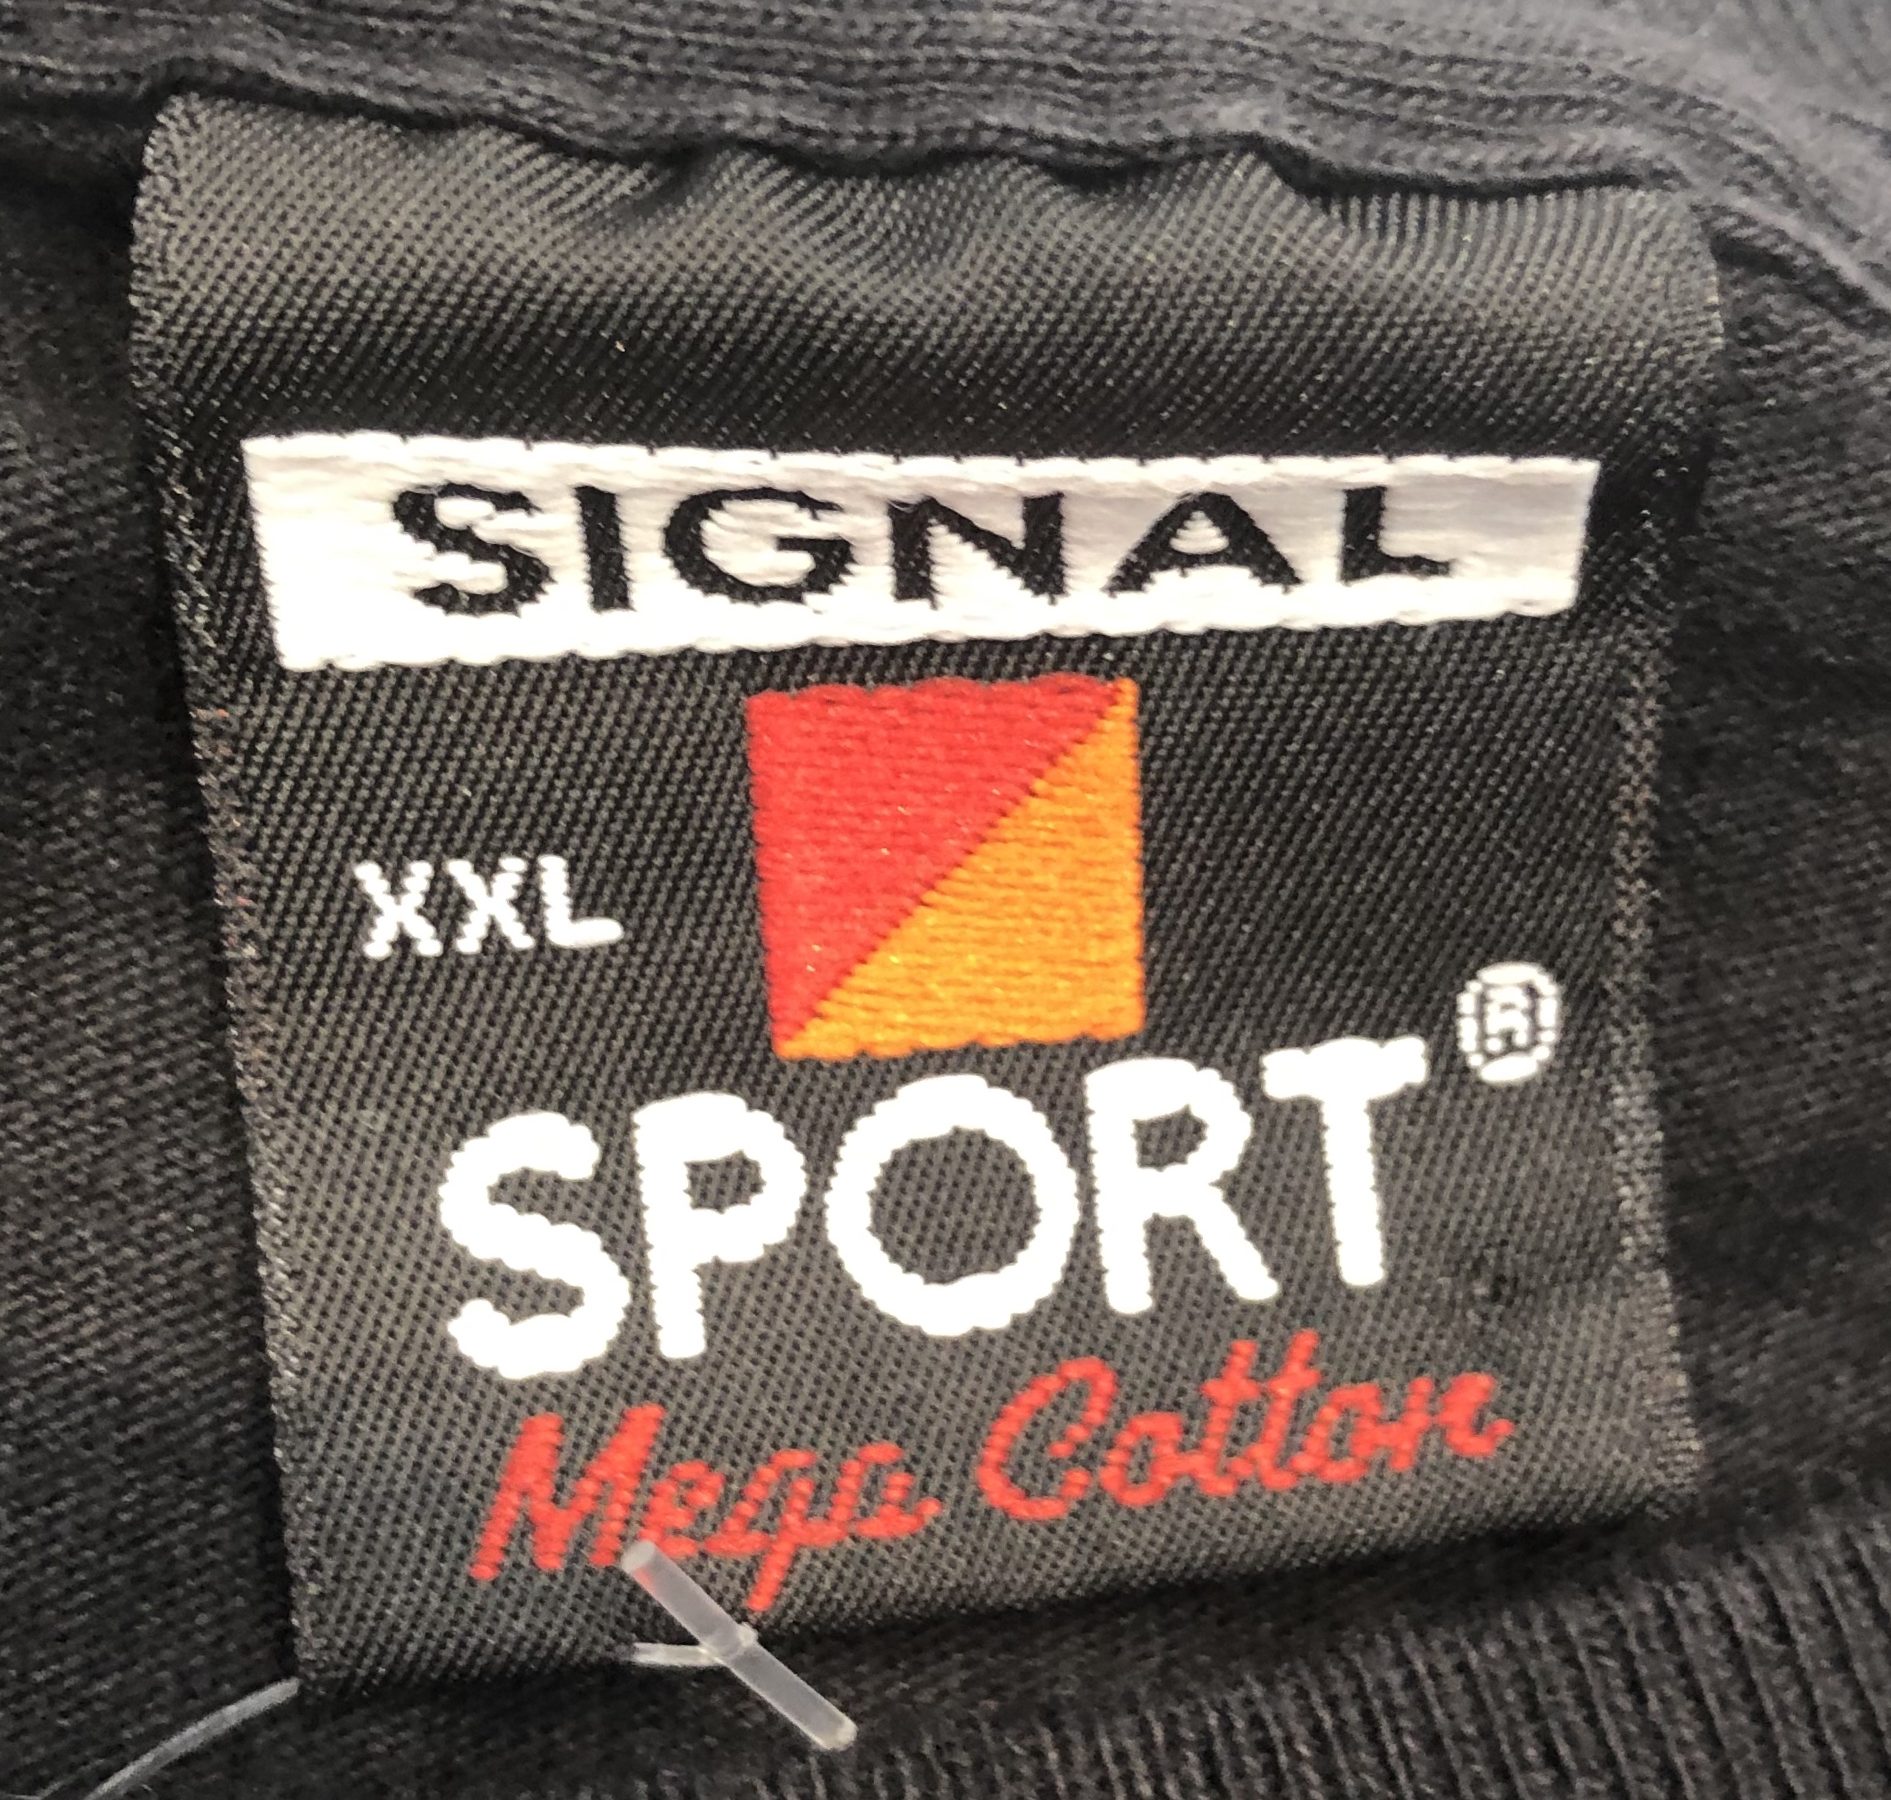 SIGNAL
XXL
SPORT®
Mega Cotton